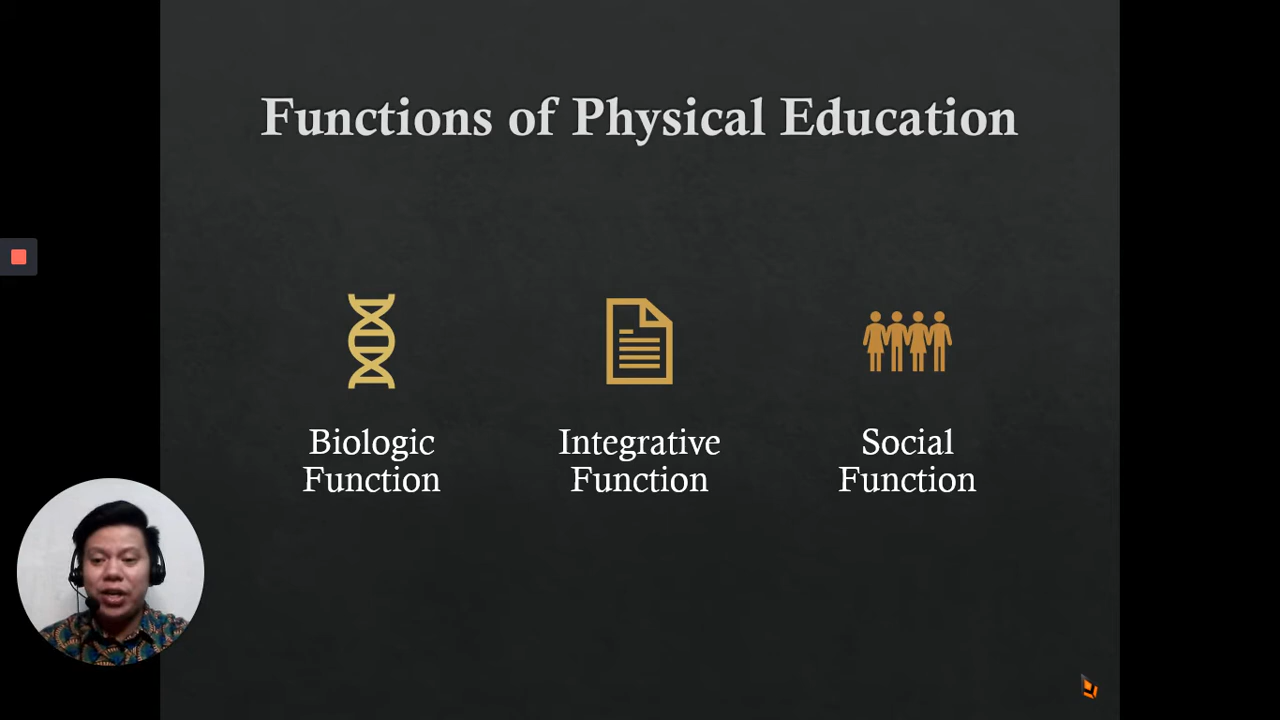 Functions of Physical Education
Biologic
Function
Integrative
Function
Social
Function